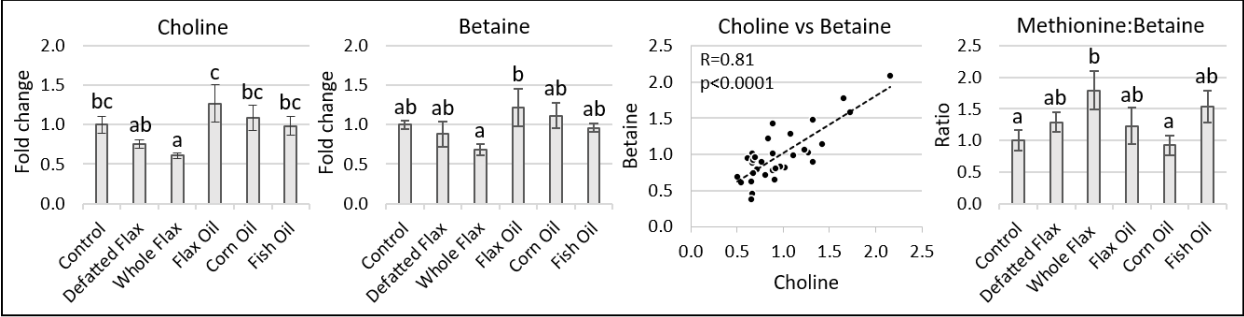 Choline
Fold change
2.0
1.5
1.0
0.5
0.0
bc
ab
a
c
bc
bc
Control
Defatted Flax
Whole Flax
Flax Oil
Corn Oil
Fish Oil
Betaine
Fold change
2.0
1.5
1.0
0.5
0.0
ab
ab
a
b
ab
ab
Control
Defatted Flax
Whole Flax
Flax Oil
Corn Oil
Fish Oil
Choline vs Betaine
R=0.81
p<0.0001
Betaine
2.5
2.0
1.5
1.0
0.5
0.0
0.0
0.5
1.0
1.5
2.0
2.5
Choline
Methionine:Betaine
Ratio
2.5
2.0
1.5
1.0
0.5
0.0
a
ab
b
ab
a
ab
Control
Defatted Flax
Whole Flax
Flax Oil
Corn Oil
Fish Oil